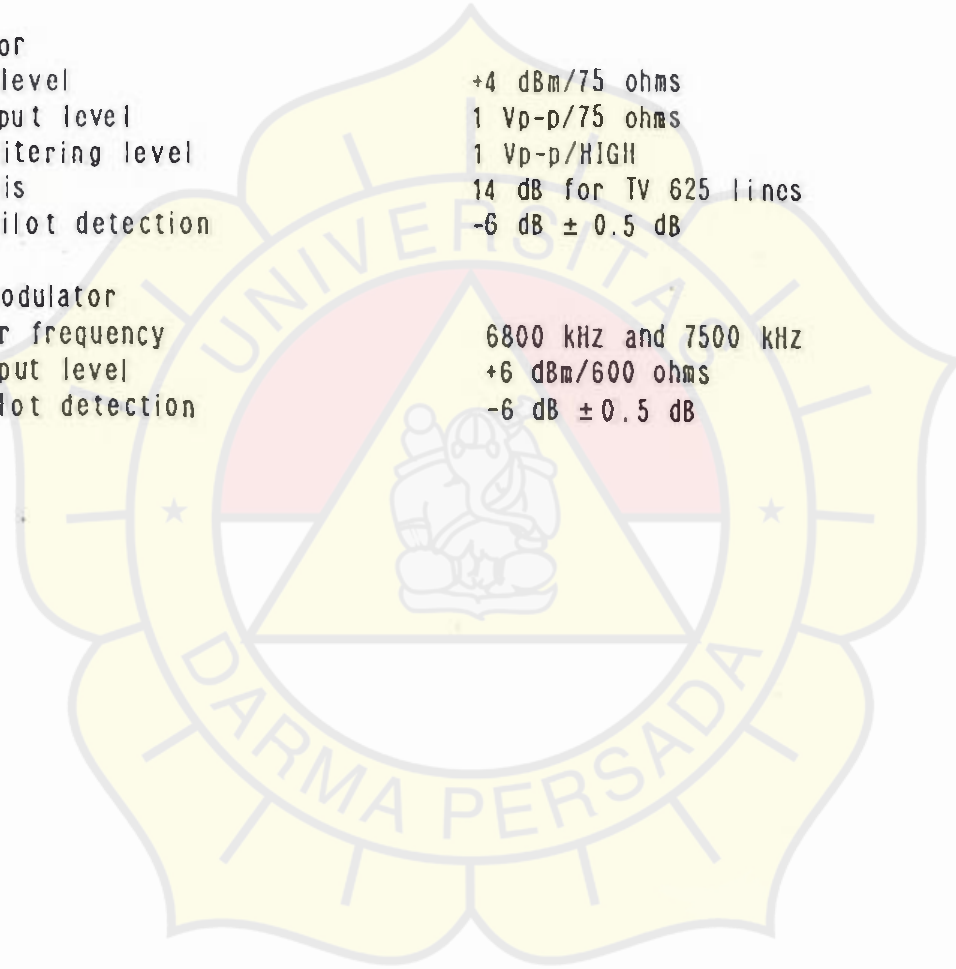 or
level +4 dBm/75 ohms
put level 1 Vp-p/75 ohms
itering level 1 Vp-p/HIGH
is 14 dB for TV 625 lines
ilot detection -6 dB ± 0.5 dB
odulator
r frequency 6800 kHz and 7500 kHz
put level +6 dBm/600 ohms
lot detection -6 dB ± 0.5 dB
UNIVERSITAS
DARMA PERSADA